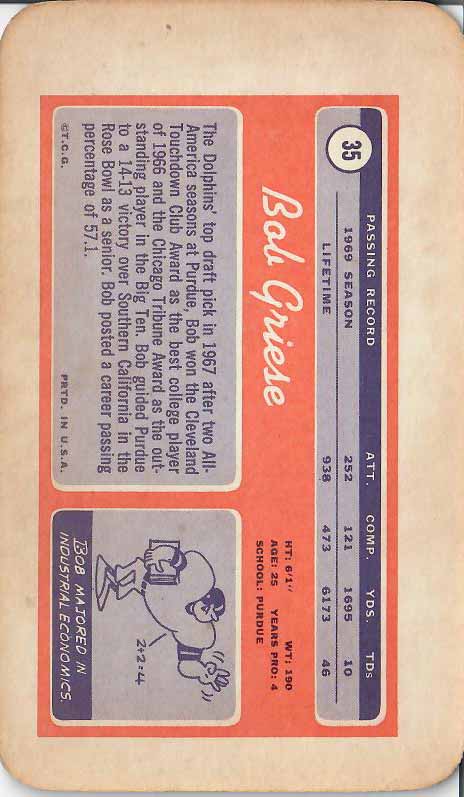 35
PASSING RECORD ATT. COMP. YDS. TDs
1969 SEASON 252 121 1695 10
LIFETIME 938 473 6173 46
Bob Griese
HT: 6'1" WT: 190
AGE: 25 YEARS PRO: 4
SCHOOL: PURDUE
The Dolphins' top draft pick in 1967 after two All-
America seasons at Purdue, Bob won the Cleveland
Touchdown Club Award as the best college player
of 1966 and the Chicago Tribune Award as the out-
standing player in the Big Ten. Bob guided Purdue
to a 14-13 victory over Southern California in the
Rose Bowl as a senior. Bob posted a career passing
percentage of 57.1.
©T.C.G. PRTD. IN U.S.A.
2+2=4
BOB MAJORED IN
INDUSTRIAL ECONOMICS.